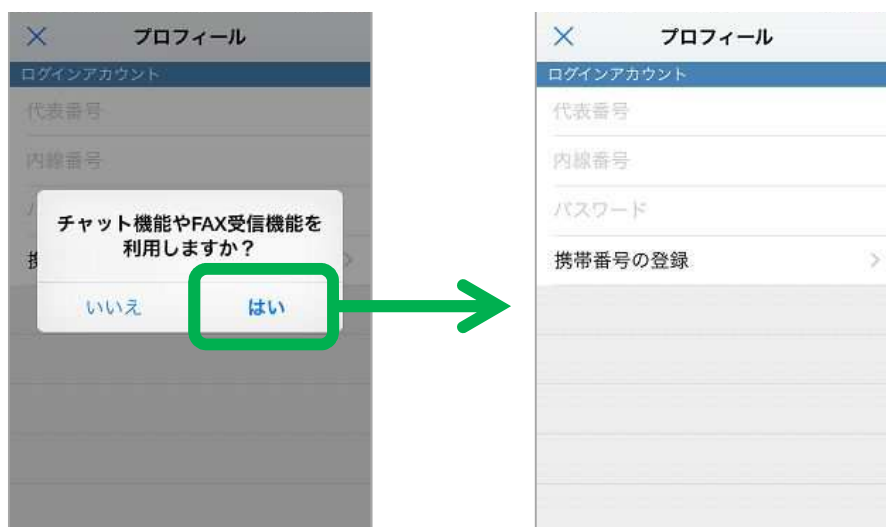 プロフィール
ログインアカウント
代表番号
内線番号
チャット機能やFAX受信機能を
利用しますか？
いいえ
はい
プロフィール
ログインアカウント
代表番号
内線番号
パスワード
携帯番号の登録